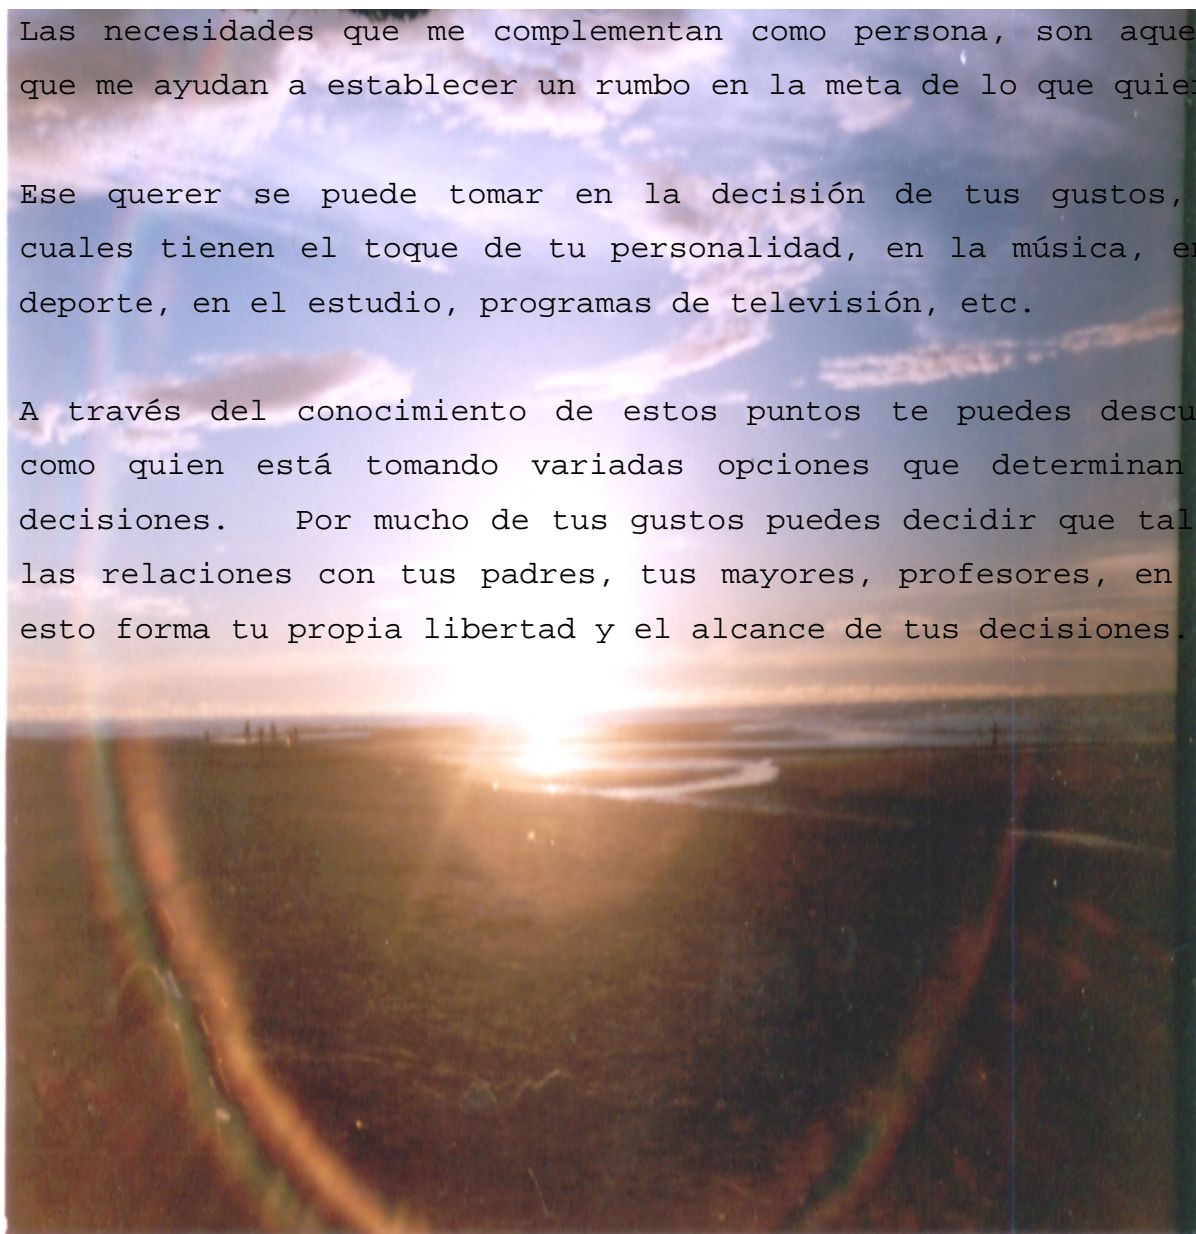 Las necesidades que me complementan como persona, son aque
que me ayudan a establecer un rumbo en la meta de lo que quie
Ese querer se puede tomar en la decisión de tus gustos,
cuales tienen el toque de tu personalidad, en la música, en
deporte, en el estudio, programas de televisión, etc.
A través del conocimiento de estos puntos te puedes descu
como quien está tomando variadas opciones que determinan
decisiones. Por mucho de tus gustos puedes decidir que tal
las relaciones con tus padres, tus mayores, profesores, en
esto forma tu propia libertad y el alcance de tus decisiones.